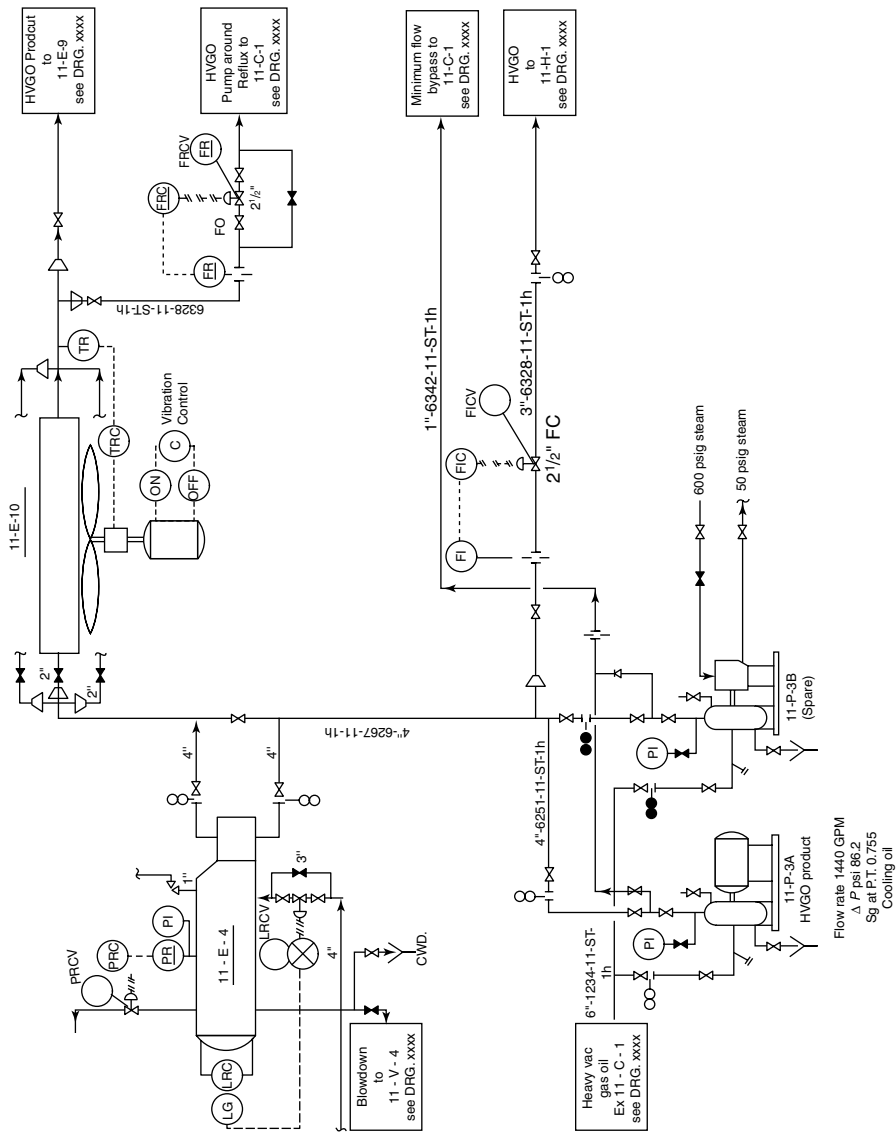 HVGO Prodcut
to
11-E-9
see DRG. xxxx
HVGO
Pump around
Reflux to
11-C-1
see DRG. xxxx
Minimum flow
bypass to
11-C-1
see DRG. xxxx
HVGO
to
11-H-1
see DRG. xxxx
FRC
FRCV
FR
FO
2 1/2"
FR
6328-11-ST-1h
TR
TRC
Vibration
Control
ON
C
OFF
11-E-10
2"
2"
1"-6342-11-ST-1h
3"-6328-11-ST-1h
FICV
FIC
2 1/2" FC
FI
600 psig steam
50 psig steam
4"
4"
4"-6267-11-1h
4"-6251-11-ST-1h
PI
11-P-3B
(Spare)
PRCV
PRC
PR
PI
1"
11 - E - 4
LRCV
3"
4"
CWD.
LRC
LG
Blowdown
to
11 - V - 4
see DRG. xxxx
6"-1234-11-ST-
1h
Heavy vac
gas oil
Ex 11 - C - 1
see DRG. xxxx
PI
11-P-3A
HVGO product
Flow rate 1440 GPM
Δ P psi 86.2
Sg at P.T. 0.755
Cooling oil